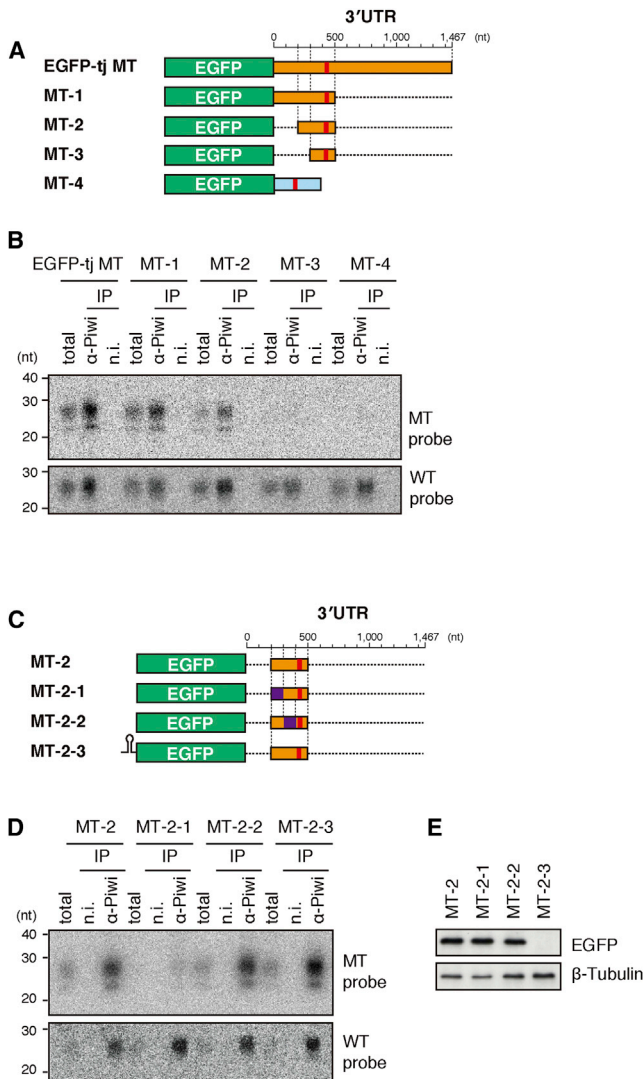 A
3′UTR
0 500 1,000 1,467 (nt)
EGFP-tj MT EGFP
MT-1 EGFP
MT-2 EGFP
MT-3 EGFP
MT-4 EGFP
B
EGFP-tj MT MT-1 MT-2 MT-3 MT-4
IP IP IP IP IP
(nt) total α-Piwi n.i. total α-Piwi n.i. total α-Piwi n.i. total α-Piwi n.i. total α-Piwi n.i.
40
30
20
MT
probe
30
20
WT
probe
C
3′UTR
0 500 1,000 1,467 (nt)
MT-2 EGFP
MT-2-1 EGFP
MT-2-2 EGFP
MT-2-3 EGFP
D
MT-2 MT-2-1 MT-2-2 MT-2-3
IP IP IP IP
(nt) total n.i. α-Piwi total n.i. α-Piwi total n.i. α-Piwi total n.i. α-Piwi
40
30
20
MT
probe
30
20
WT
probe
E
MT-2 MT-2-1 MT-2-2 MT-2-3
EGFP
β-Tubulin